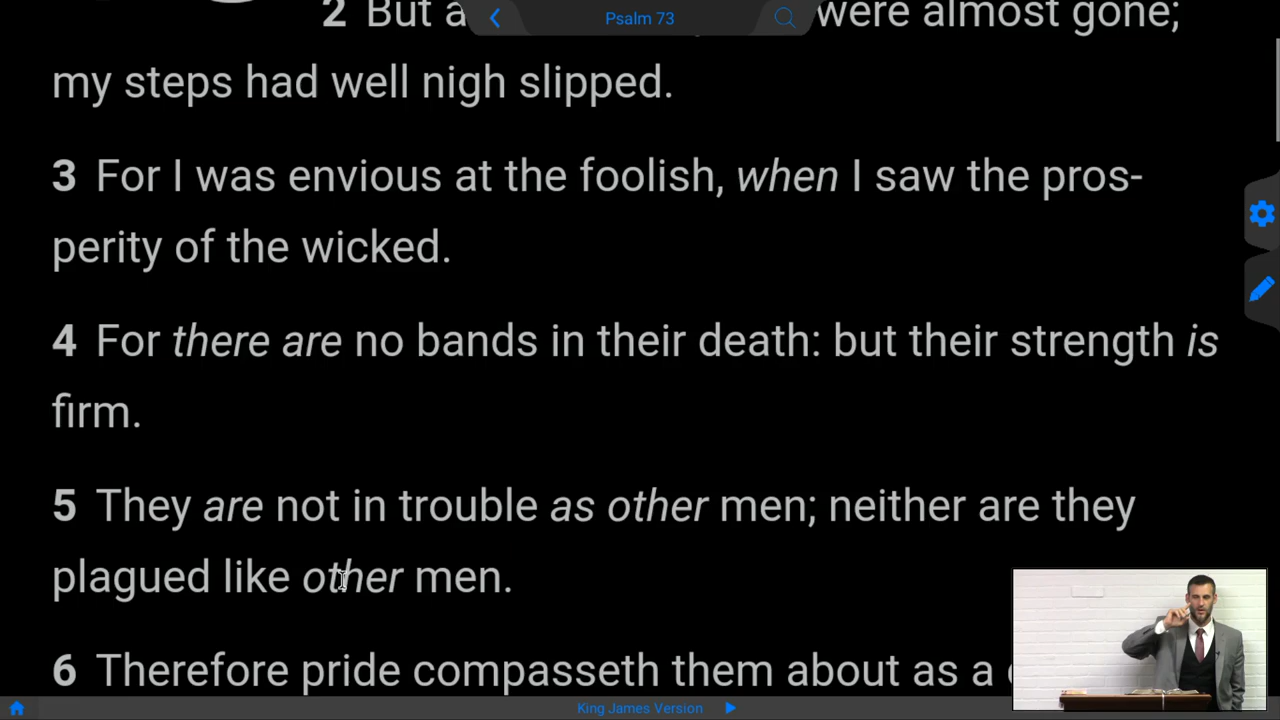 Psalm 73
2 But a were almost gone;
my steps had well nigh slipped.
3 For I was envious at the foolish, when I saw the pros-
perity of the wicked.
4 For there are no bands in their death: but their strength is
firm.
5 They are not in trouble as other men; neither are they
plagued like other men.
6 Therefore pride compasseth them about as a
King James Version